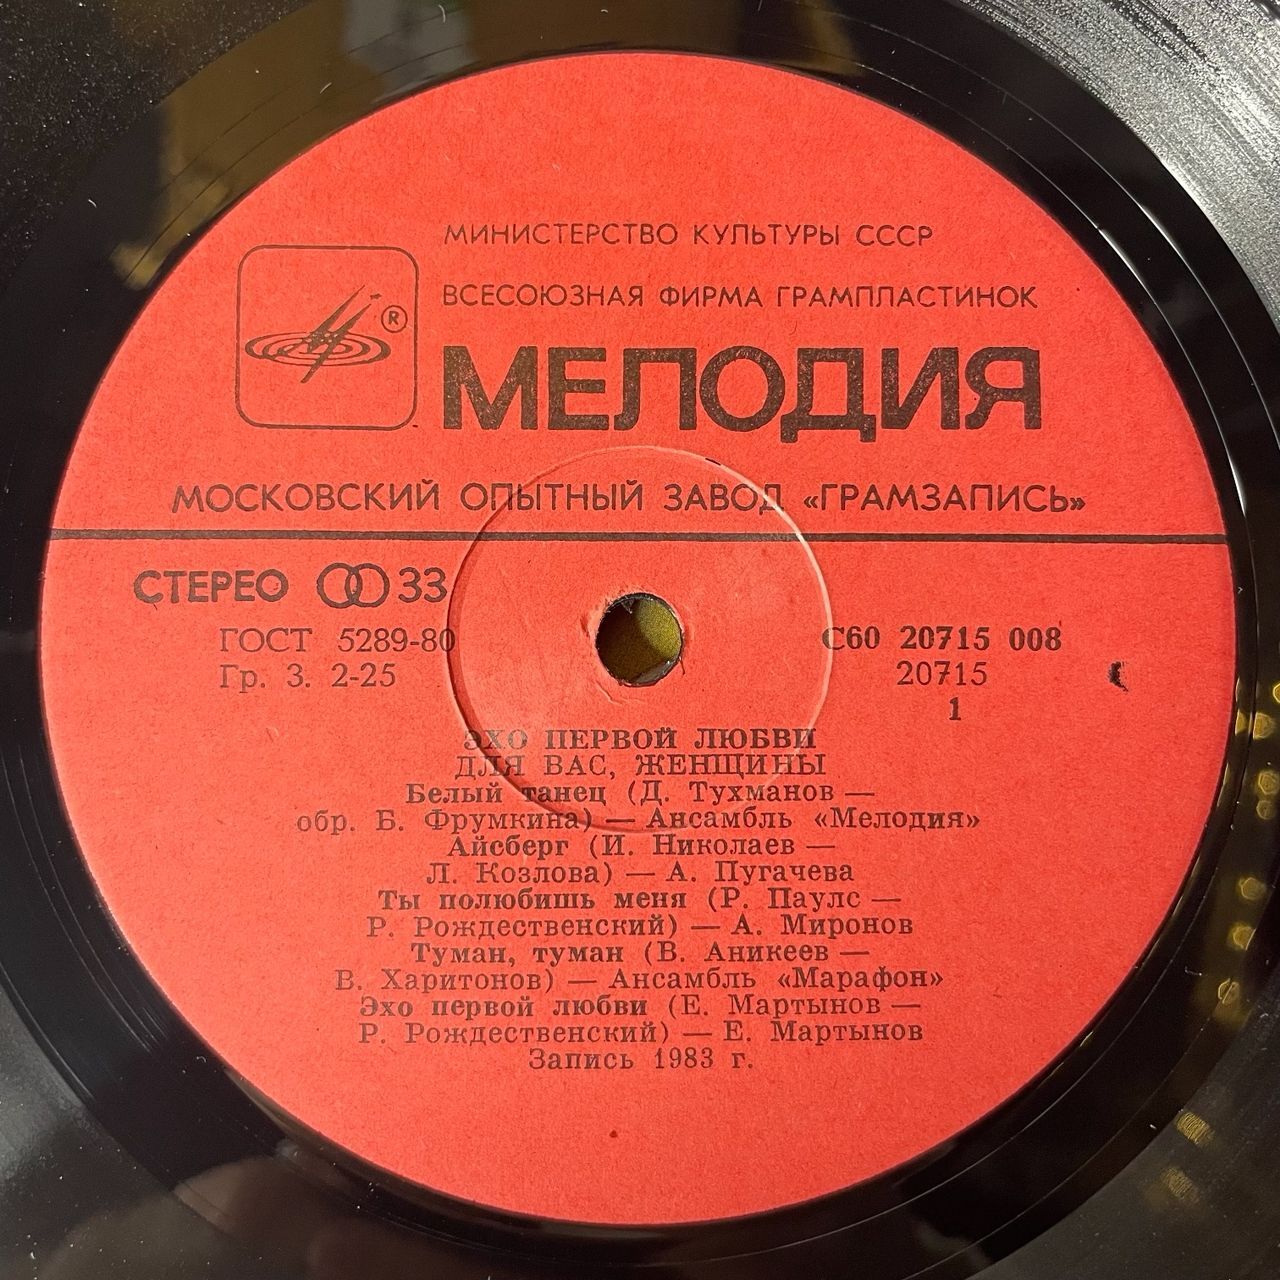 МИНИСТЕРСТВО КУЛЬТУРЫ СССР
ВСЕСОЮЗНАЯ ФИРМА ГРАМПЛАСТИНОК
®
МЕЛОДИЯ
МОСКОВСКИЙ ОПЫТНЫЙ ЗАВОД «ГРАМЗАПИСЬ»
СТЕРЕО 33
ГОСТ 5289-80
Гр. 3. 2-25
С60 20715 008
20715
1
ЭХО ПЕРВОЙ ЛЮБВИ
ДЛЯ ВАС, ЖЕНЩИНЫ
Белый танец (Д. Тухманов —
обр. Б. Фрумкина) — Ансамбль «Мелодия»
Айсберг (И. Николаев —
Л. Козлова) — А. Пугачева
Ты полюбишь меня (Р. Паулс —
Р. Рождественский) — А. Миронов
Туман, туман (В. Аникеев —
В. Харитонов) — Ансамбль «Марафон»
Эхо первой любви (Е. Мартынов —
Р. Рождественский) — Е. Мартынов
Запись 1983 г.